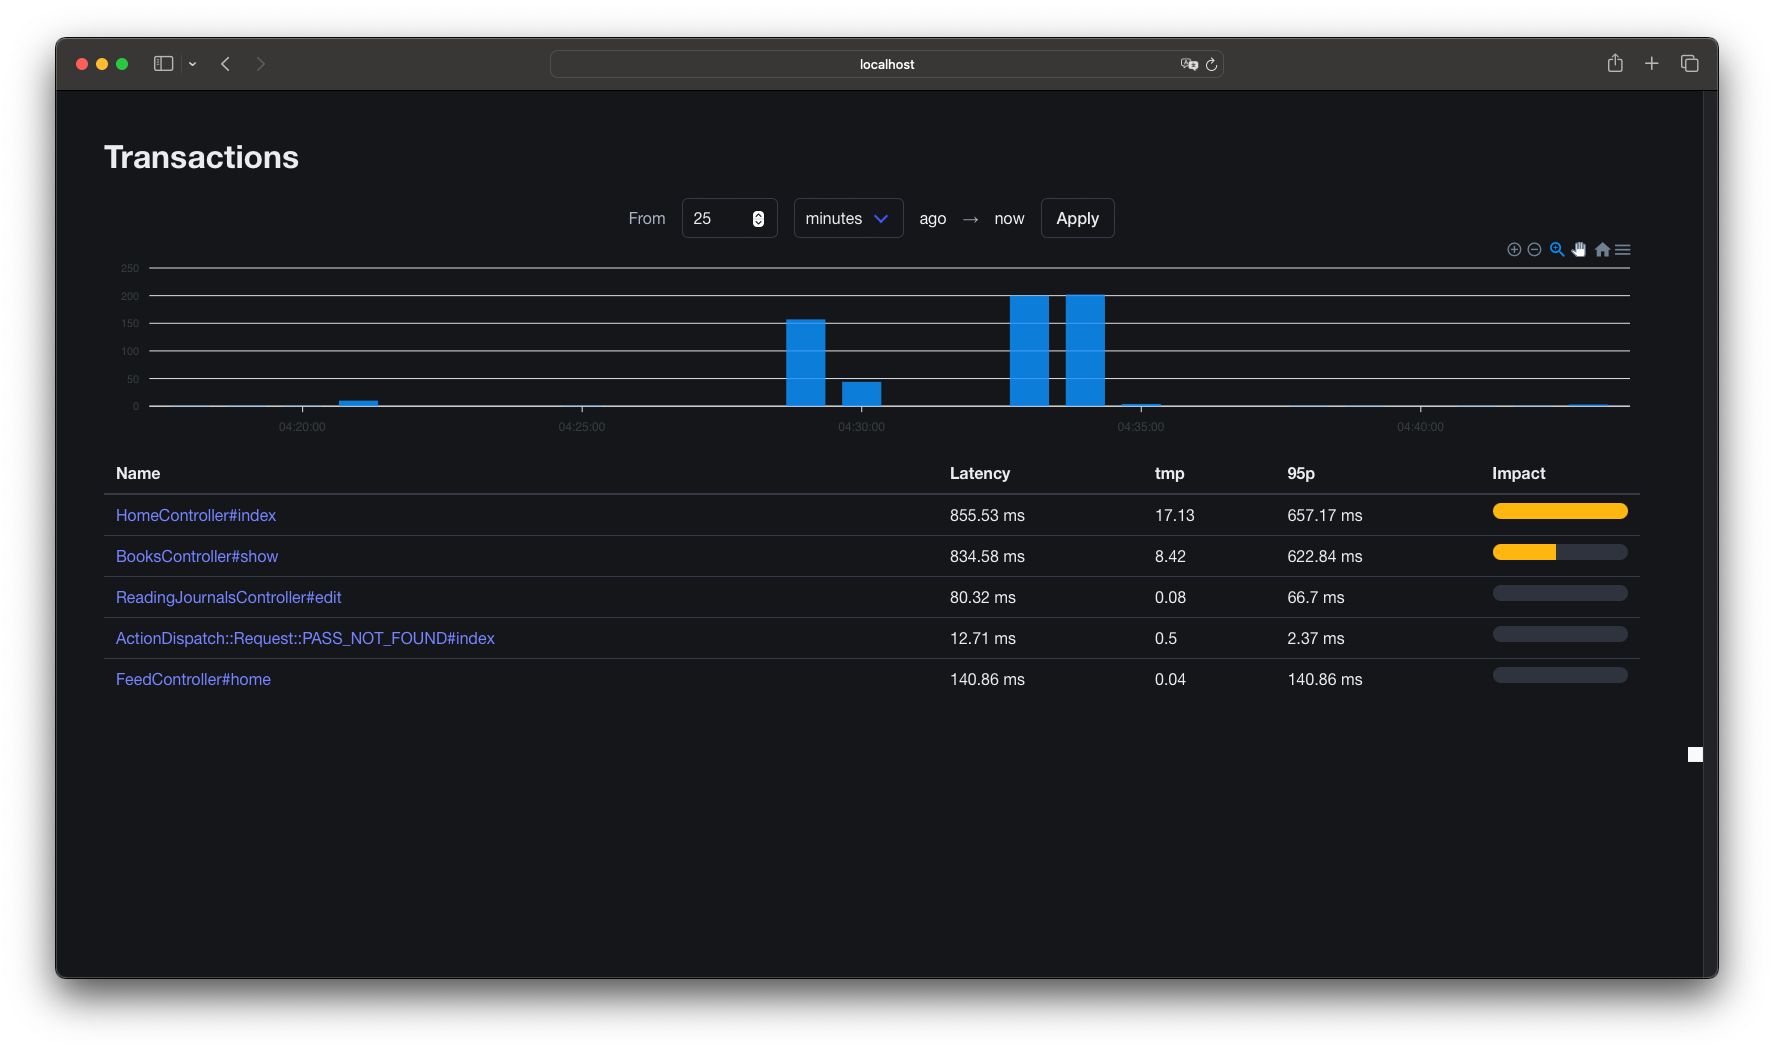 localhost
Transactions
From 25 minutes ago → now Apply
250
200
150
100
50
0
04:20:00 04:25:00 04:30:00 04:35:00 04:40:00
Name Latency tmp 95p Impact
HomeController#index 855.53 ms 17.13 657.17 ms
BooksController#show 834.58 ms 8.42 622.84 ms
ReadingJournalsController#edit 80.32 ms 0.08 66.7 ms
ActionDispatch::Request::PASS_NOT_FOUND#index 12.71 ms 0.5 2.37 ms
FeedController#home 140.86 ms 0.04 140.86 ms